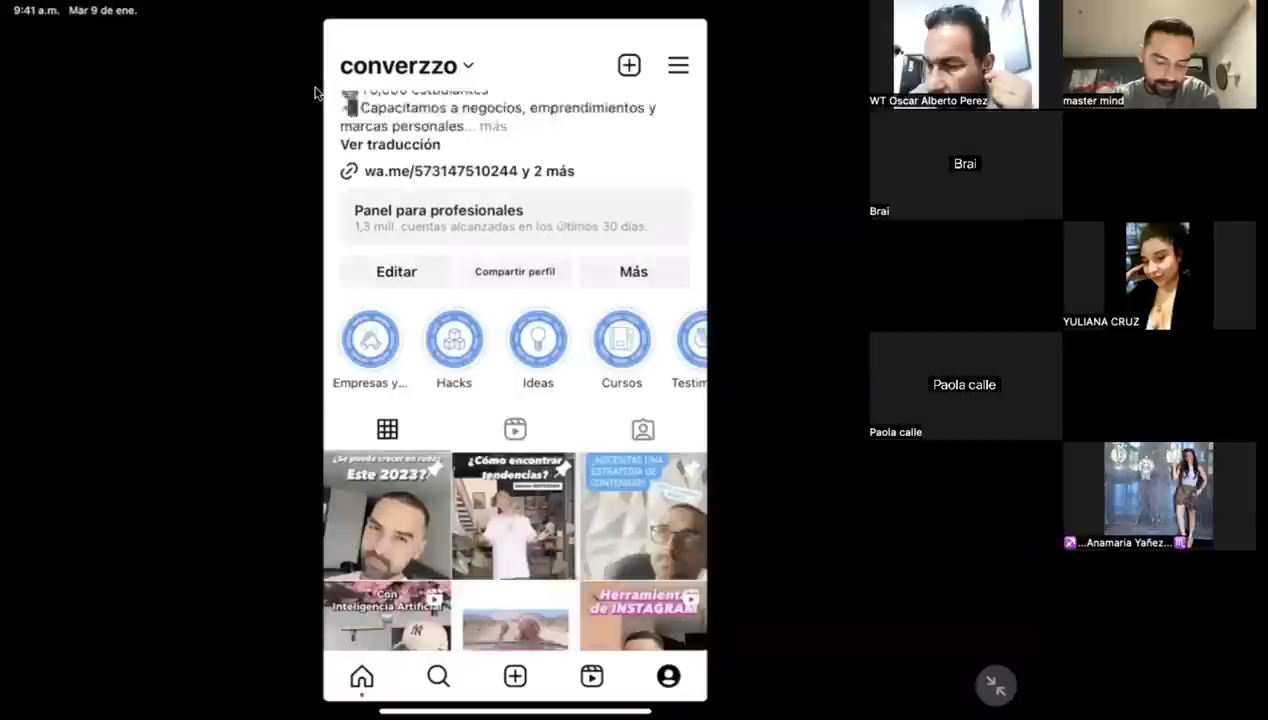 9:41 a.m. Mar 9 de ene.
converzzo
10,000 estudiantes
Capacitamos a negocios, emprendimientos y
marcas personales... más
Ver traducción
wa.me/573147510244 y 2 más
Panel para profesionales
1,3 mill. cuentas alcanzadas en los últimos 30 días.
Editar
Compartir perfil
Más
Empresas y...
Hacks
Ideas
Cursos
Testim
¿Se puede crecer en redes
Este 2023?
¿Cómo encontrar
tendencias?
¿NECESITAS UNA
ESTRATEGIA DE
CONTENIDO?
Con
Inteligencia Artificial
Herramienta
de INSTAGRAM
WT Oscar Alberto Perez
master mind
Brai
Brai
YULIANA CRUZ
Paola calle
Paola calle
...Anamaria Yañez...